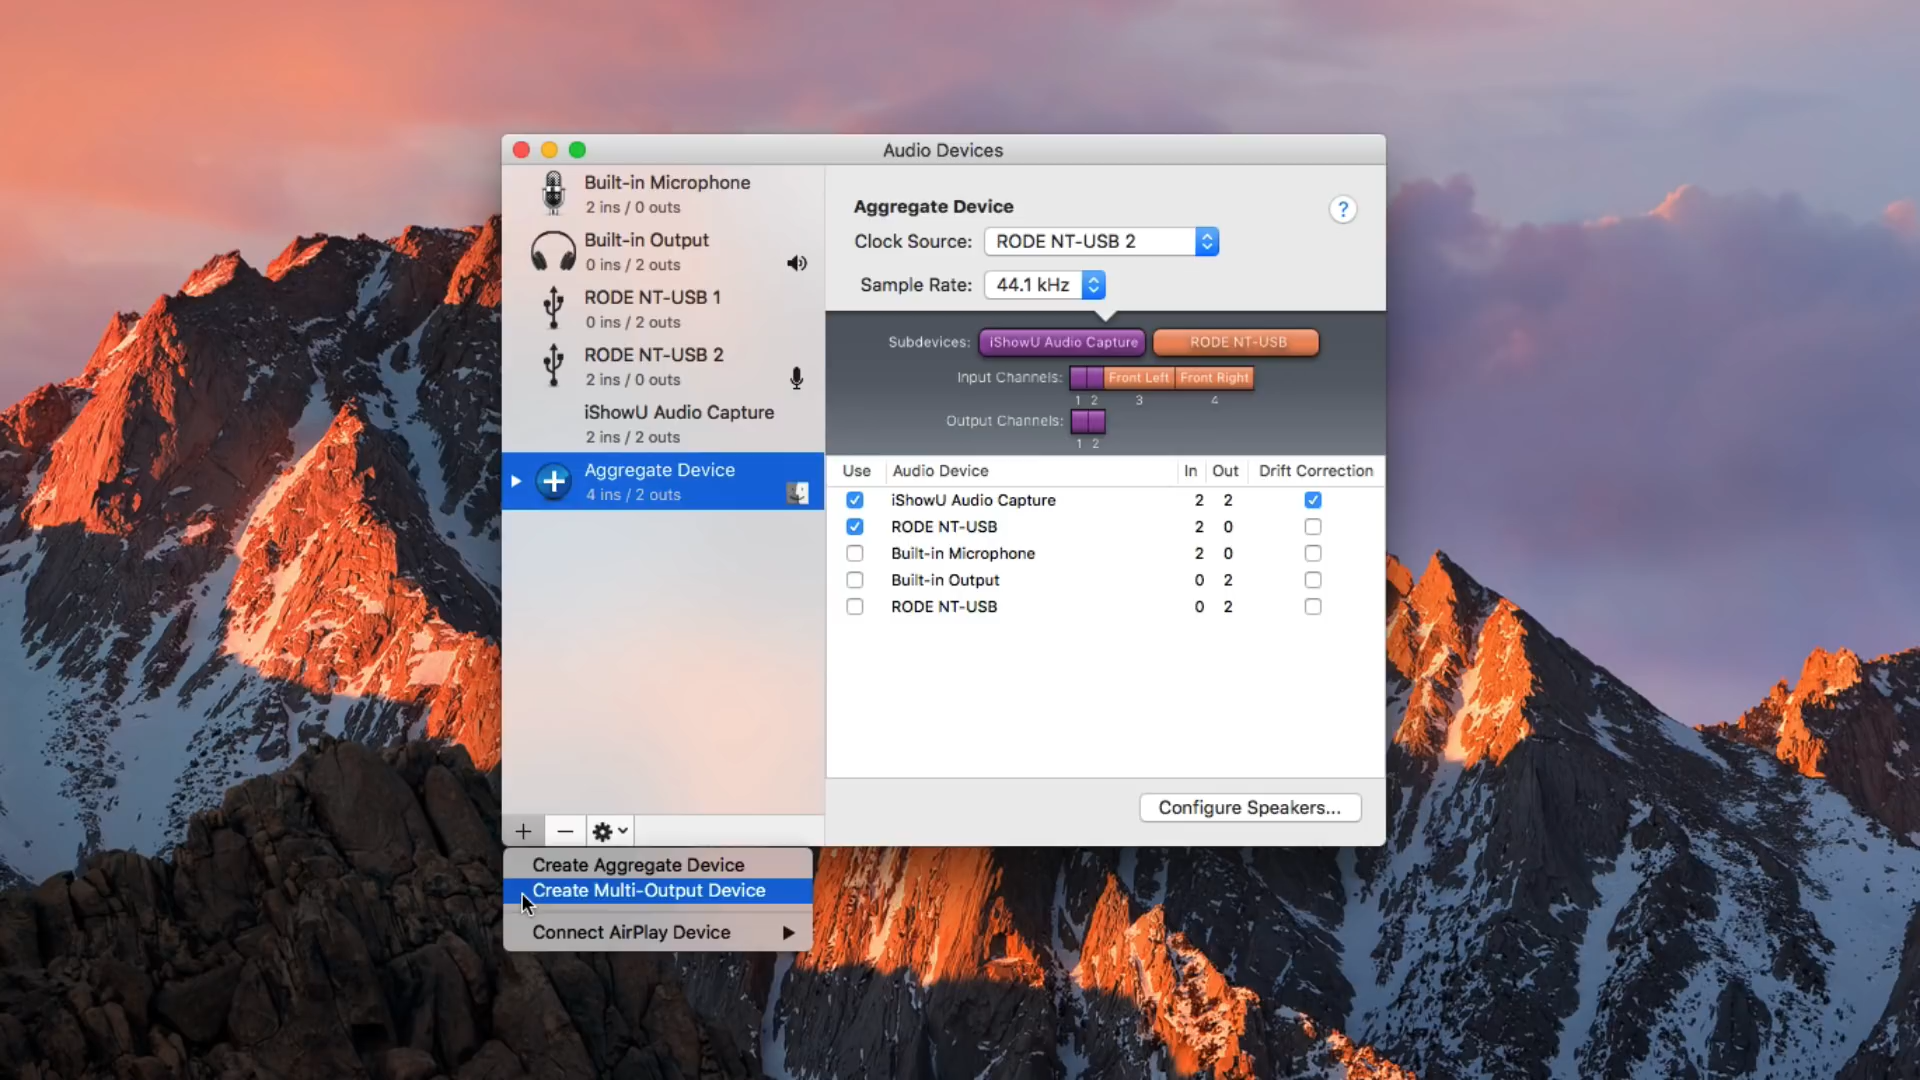 Audio Devices
Built-in Microphone
2 ins / 0 outs
Built-in Output
0 ins / 2 outs
RODE NT-USB 1
0 ins / 2 outs
RODE NT-USB 2
2 ins / 0 outs
iShowU Audio Capture
2 ins / 2 outs
Aggregate Device
4 ins / 2 outs
Aggregate Device
?
Clock Source: RODE NT-USB 2
Sample Rate: 44.1 kHz
Subdevices: iShowU Audio Capture RODE NT-USB
Input Channels: Front Left Front Right
1 2 3 4
Output Channels:
1 2
Use Audio Device In Out Drift Correction
iShowU Audio Capture 2 2
RODE NT-USB 2 0
Built-in Microphone 2 0
Built-in Output 0 2
RODE NT-USB 0 2
Configure Speakers...
Create Aggregate Device
Create Multi-Output Device
Connect AirPlay Device